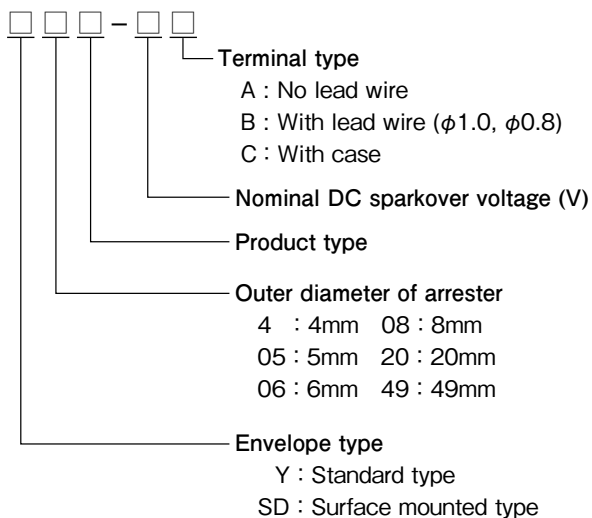 □ □ □ - □ □
Terminal type
A : No lead wire
B : With lead wire (φ1.0, φ0.8)
C : With case
Nominal DC sparkover voltage (V)
Product type
Outer diameter of arrester
4 : 4mm 08 : 8mm
05 : 5mm 20 : 20mm
06 : 6mm 49 : 49mm
Envelope type
Y : Standard type
SD : Surface mounted type